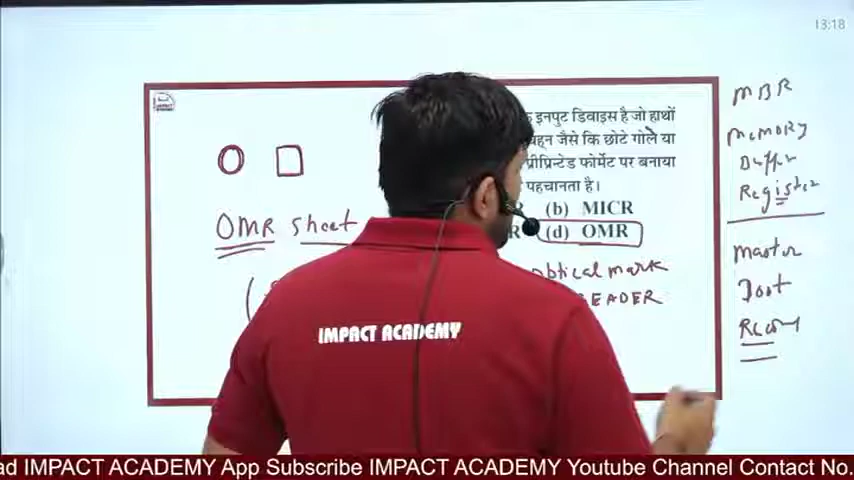 13:18
इनपुट डिवाइस है जो हाथों
चिह्न जैसे कि छोटे गोले या
प्रीप्रिन्टेड फोर्मेट पर बनाया
पहचानता है।
(b) MICR
(d) OMR
OMR sheet
optical mark
READER
MBR
MEMORY
Buffer
Register
Master
Boot
Record
IMPACT ACADEMY
ad IMPACT ACADEMY App Subscribe IMPACT ACADEMY Youtube Channel Contact No.